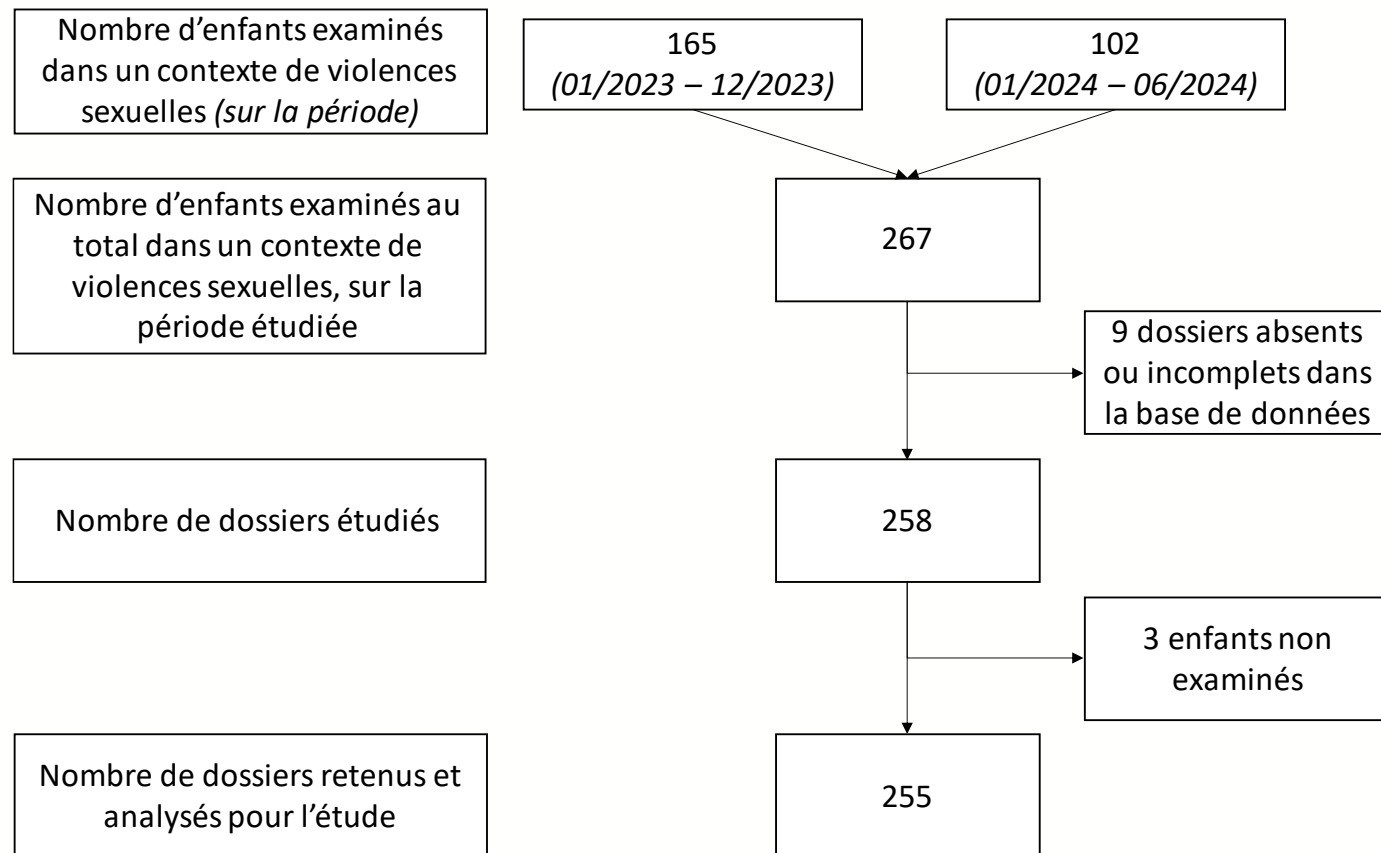 Nombre d'enfants examinés
dans un contexte de violences
sexuelles (sur la période)
165
(01/2023 – 12/2023)
102
(01/2024 – 06/2024)
Nombre d'enfants examinés au
total dans un contexte de
violences sexuelles, sur la
période étudiée
267
9 dossiers absents
ou incomplets dans
la base de données
Nombre de dossiers étudiés
258
3 enfants non
examinés
Nombre de dossiers retenus et
analysés pour l'étude
255